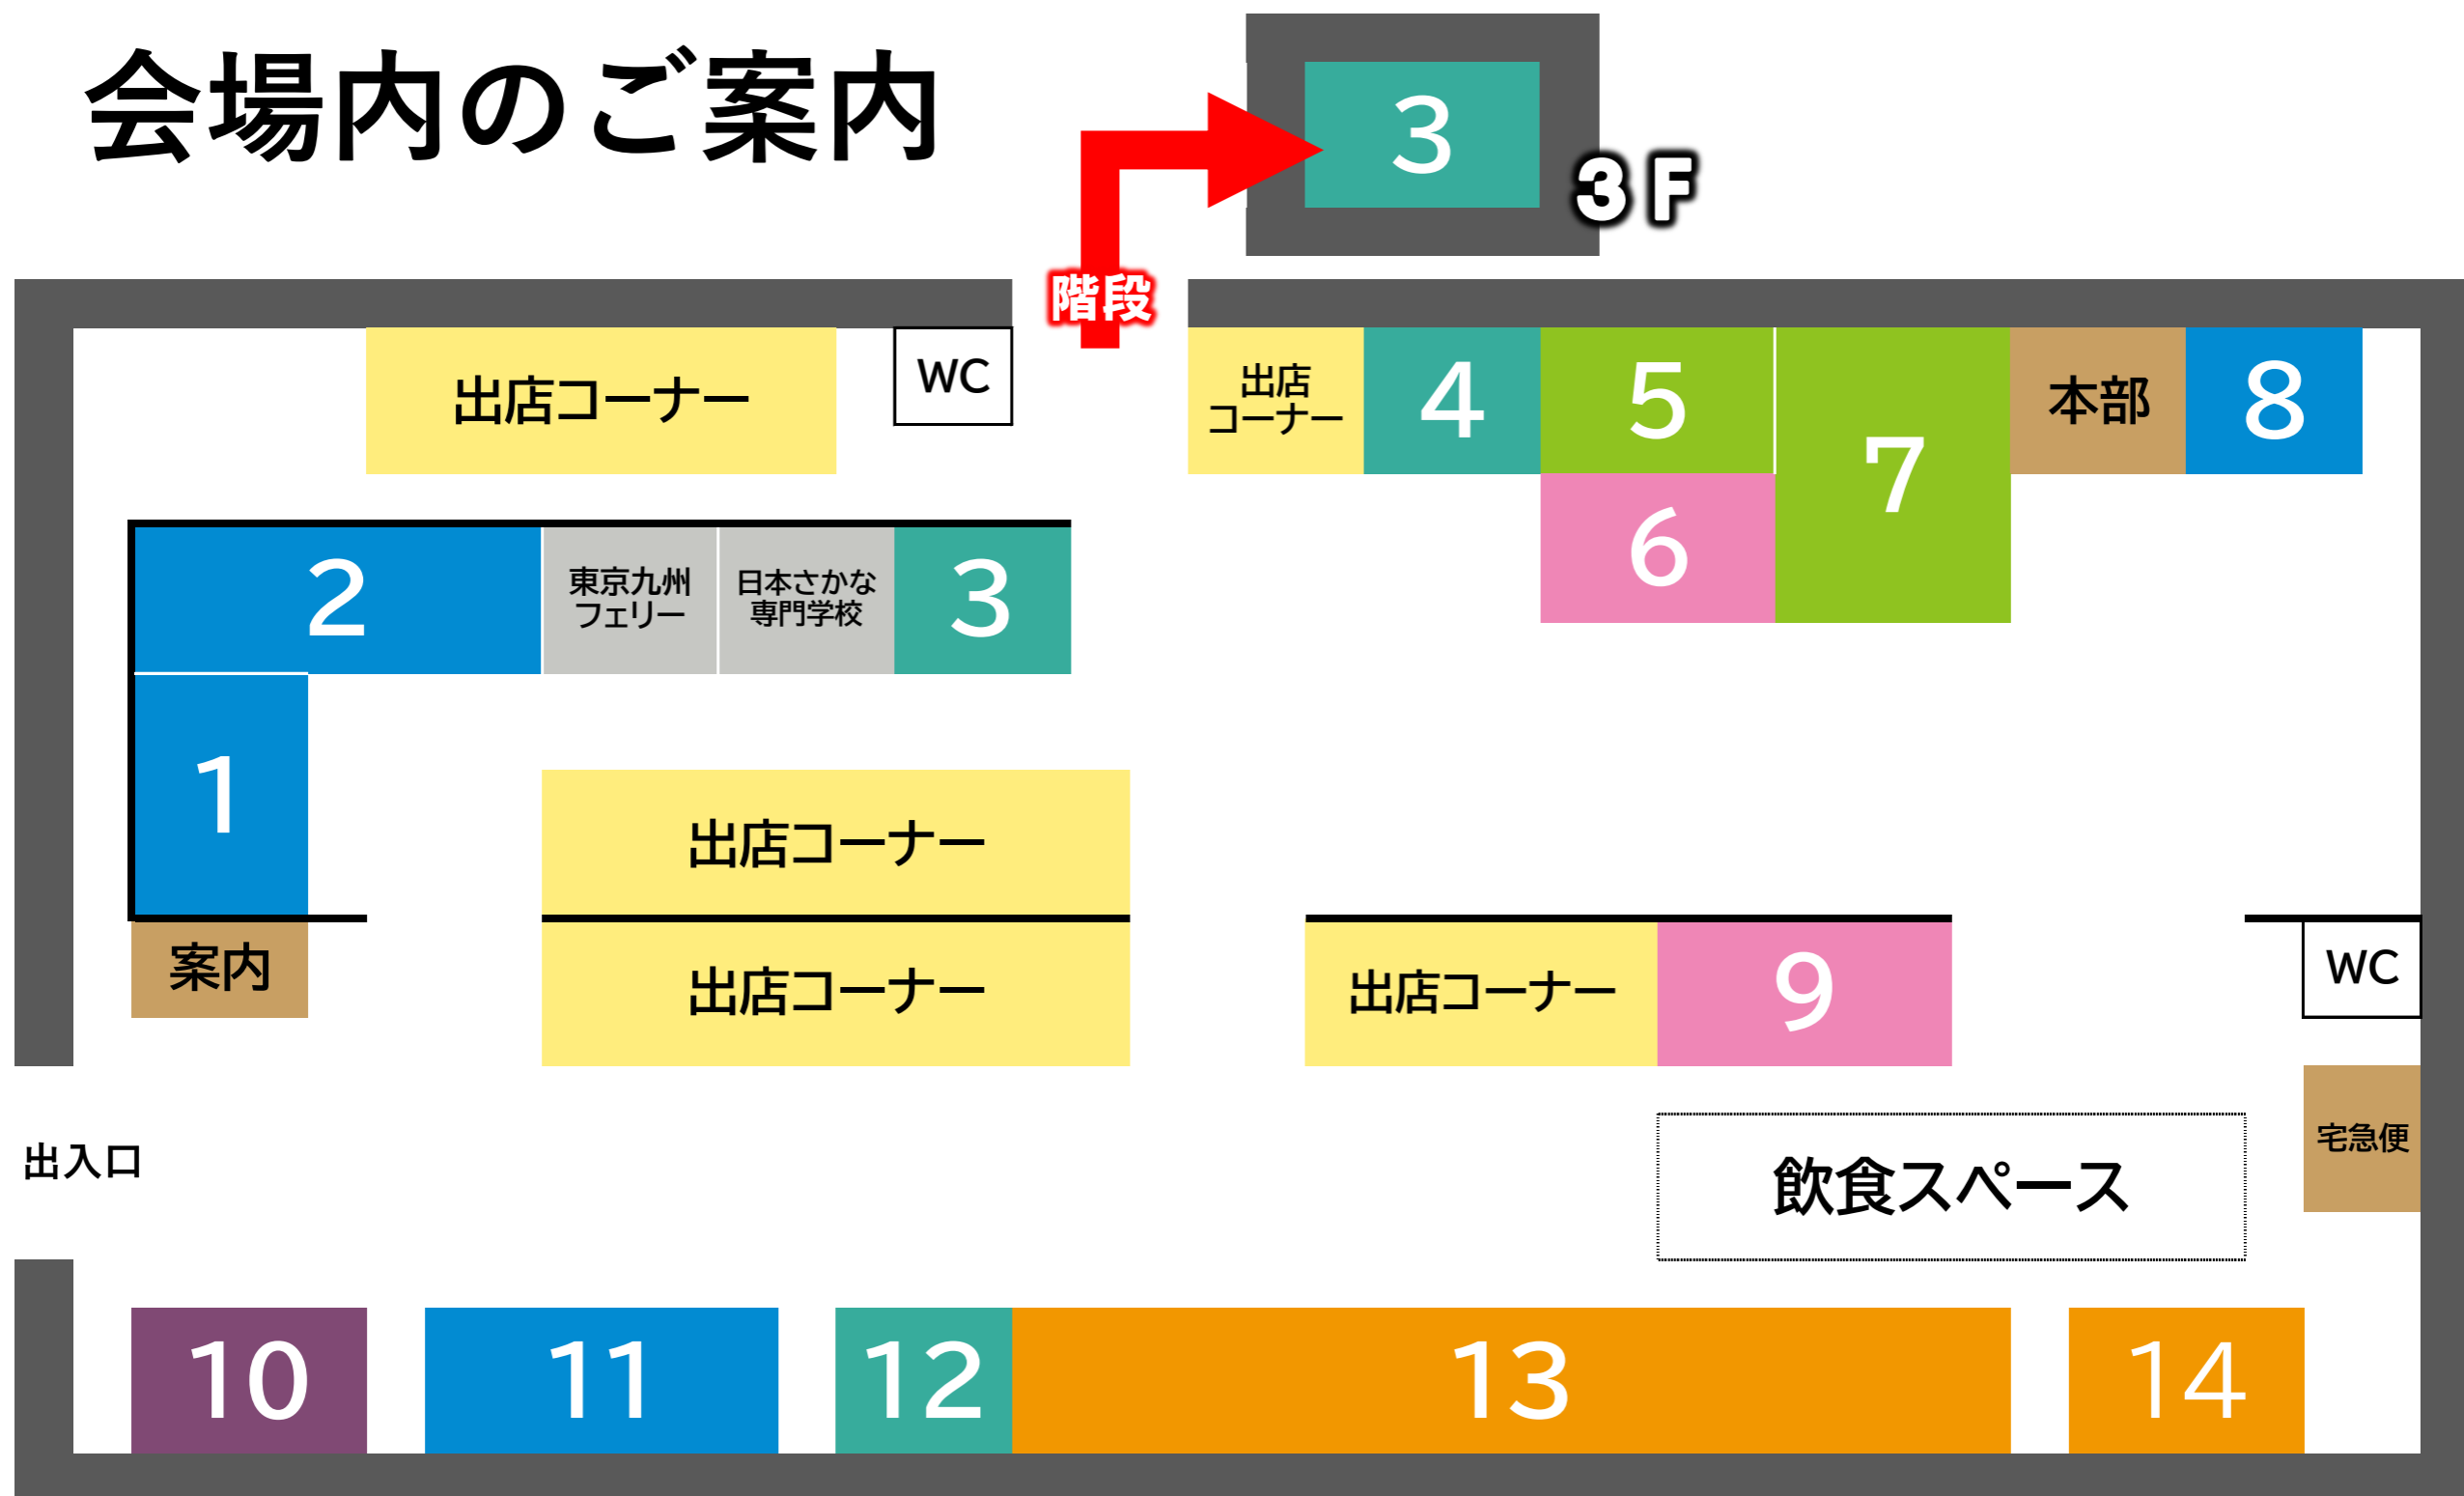 会場内のご案内
3
3F
階段
出店コーナー
WC
出店
コーナー
4
5
6
7
本部
8
2
東京九州
フェリー
日本さかな
専門学校
3
1
出店コーナー
出店コーナー
案内
出店コーナー
9
WC
出入口
飲食スペース
宅急便
10
11
12
13
14